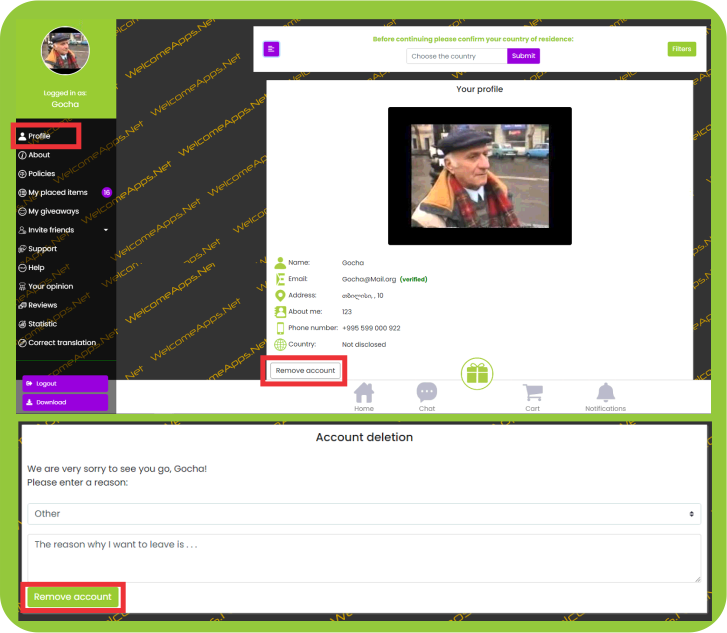 Logged in as:
Gocha
Profile
About
Policies
My placed items 16
My giveaways
Invite friends
Support
Help
Your opinion
Reviews
Statistic
Correct translation
Logout
Download
Before continuing please confirm your country of residence:
Choose the country
Submit
Filters
Your profile
Name: Gocha
Email: Gocha@Mail.org (verified)
Address: თბილისი, , 10
About me: 123
Phone number: +995 599 000 922
Country: Not disclosed
Remove account
Home
Chat
Cart
Notifications
WelcomeApps.Net
Account deletion
We are very sorry to see you go, Gocha!
Please enter a reason:
Other
The reason why I want to leave is . . .
Remove account